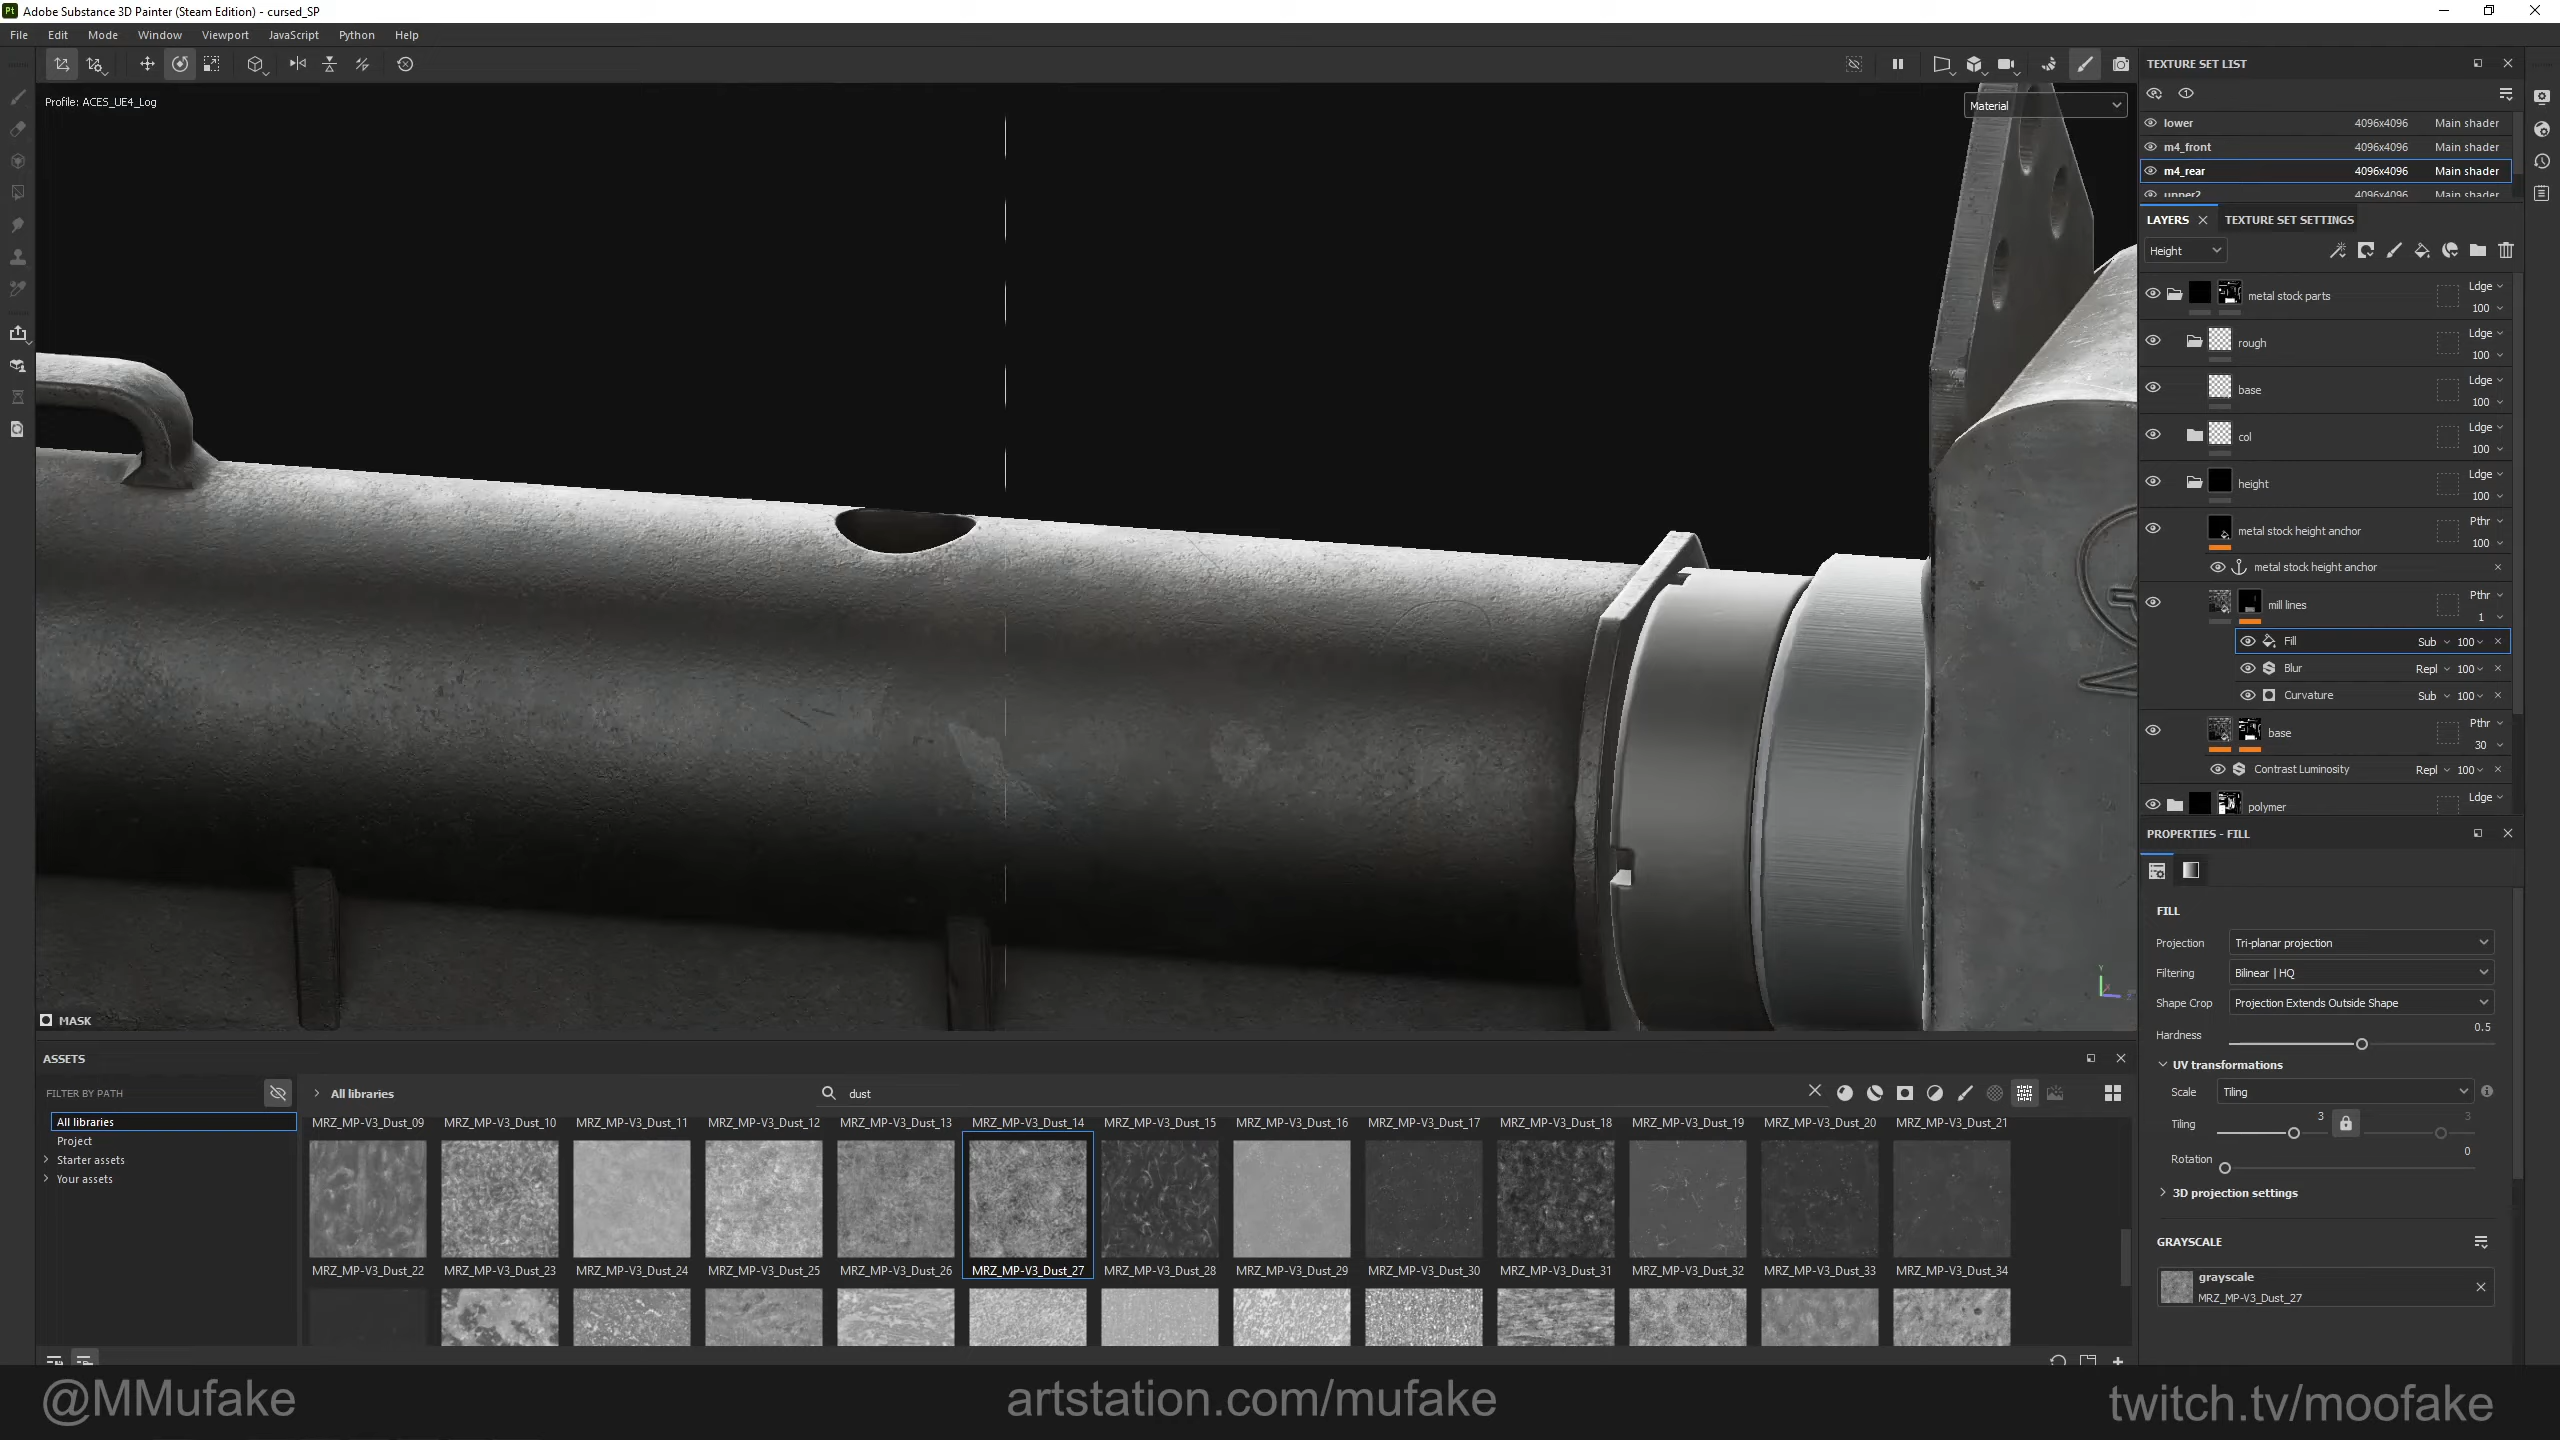 Pt Adobe Substance 3D Painter (Steam Edition) - cursed_SP
File Edit Mode Window Viewport JavaScript Python Help
Profile: ACES_UE4_Log
Material
MASK
TEXTURE SET LIST
lower 4096x4096 Main shader
m4_front 4096x4096 Main shader
m4_rear 4096x4096 Main shader
upper2 4096x4096 Main shader
LAYERS TEXTURE SET SETTINGS
Height
metal stock parts Ldge 100
rough Ldge 100
base Ldge 100
col Ldge 100
height Ldge 100
metal stock height anchor Pthr 100
metal stock height anchor
mill lines Pthr 1
Fill Sub 100
Blur Repl 100
Curvature Sub 100
base Pthr 30
Contrast Luminosity Repl 100
polymer Ldge
PROPERTIES - FILL
FILL
Projection Tri-planar projection
Filtering Bilinear | HQ
Shape Crop Projection Extends Outside Shape
Hardness 0.5
UV transformations
Scale Tiling
Tiling 3 3
Rotation 0
3D projection settings
GRAYSCALE
grayscale
MRZ_MP-V3_Dust_27
ASSETS
FILTER BY PATH
All libraries
Project
Starter assets
Your assets
All libraries dust
MRZ_MP-V3_Dust_09 MRZ_MP-V3_Dust_10 MRZ_MP-V3_Dust_11 MRZ_MP-V3_Dust_12 MRZ_MP-V3_Dust_13 MRZ_MP-V3_Dust_14 MRZ_MP-V3_Dust_15 MRZ_MP-V3_Dust_16 MRZ_MP-V3_Dust_17 MRZ_MP-V3_Dust_18 MRZ_MP-V3_Dust_19 MRZ_MP-V3_Dust_20 MRZ_MP-V3_Dust_21
MRZ_MP-V3_Dust_22 MRZ_MP-V3_Dust_23 MRZ_MP-V3_Dust_24 MRZ_MP-V3_Dust_25 MRZ_MP-V3_Dust_26 MRZ_MP-V3_Dust_27 MRZ_MP-V3_Dust_28 MRZ_MP-V3_Dust_29 MRZ_MP-V3_Dust_30 MRZ_MP-V3_Dust_31 MRZ_MP-V3_Dust_32 MRZ_MP-V3_Dust_33 MRZ_MP-V3_Dust_34
@MMufake artstation.com/mufake twitch.tv/moofake